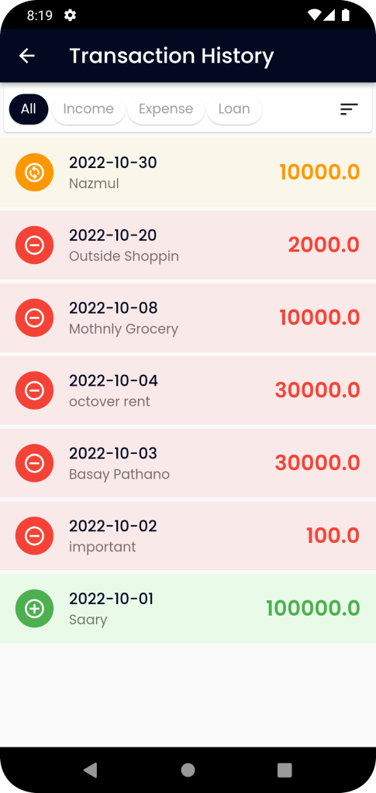 8:19
Transaction History
All Income Expense Loan
2022-10-30
Nazmul
10000.0
2022-10-20
Outside Shoppin
2000.0
2022-10-08
Mothnly Grocery
10000.0
2022-10-04
octover rent
30000.0
2022-10-03
Basay Pathano
30000.0
2022-10-02
important
100.0
2022-10-01
Saary
100000.0